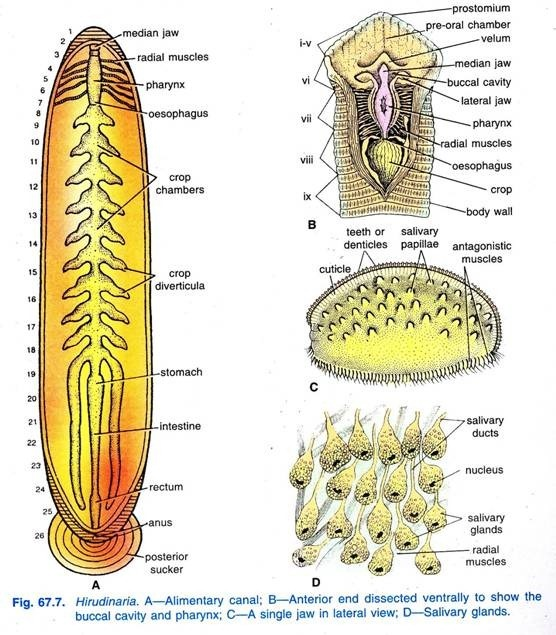 1
2
3
4
5
6
7
8
9
10
11
12
13
14
15
16
17
18
19
20
21
22
23
24
25
26
median jaw
radial muscles
pharynx
oesophagus
crop
chambers
crop
diverticula
stomach
intestine
rectum
anus
posterior
sucker
A
i-v
vi
vii
viii
ix
prostomium
pre-oral chamber
velum
median jaw
buccal cavity
lateral jaw
pharynx
radial muscles
oesophagus
crop
body wall
B
teeth or
denticles
salivary
papillae
antagonistic
muscles
cuticle
C
salivary
ducts
nucleus
salivary
glands
radial
muscles
D
Fig. 67.7. Hirudinaria. A—Alimentary canal; B—Anterior end dissected ventrally to show the
buccal cavity and pharynx; C—A single jaw in lateral view; D—Salivary glands.